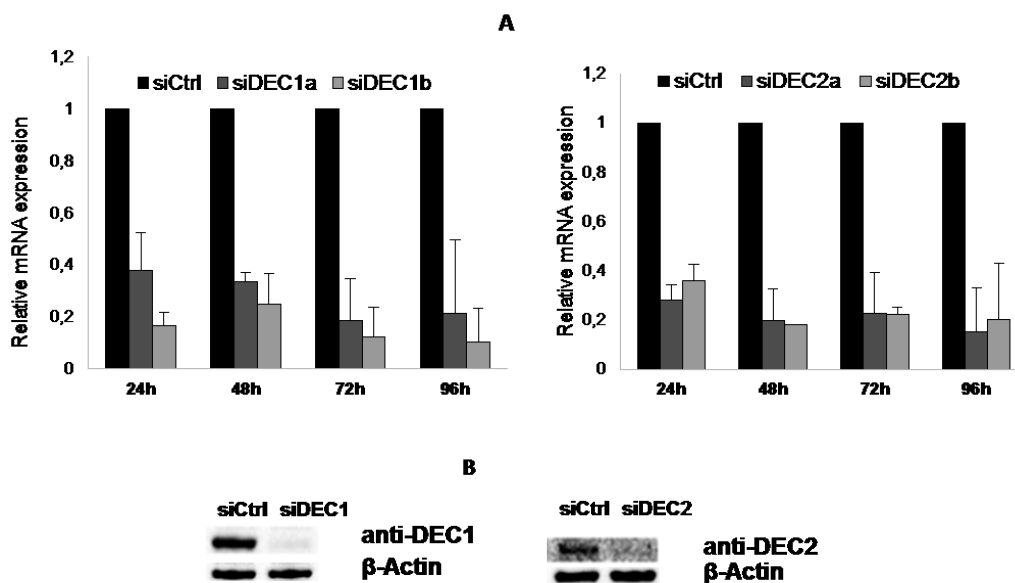 A
1,2
1
0,8
0,6
0,4
0,2
0
Relative mRNA expression
siCtrl siDEC1a siDEC1b
24h 48h 72h 96h
1,2
1
0,8
0,6
0,4
0,2
0
Relative mRNA expression
siCtrl siDEC2a siDEC2b
24h 48h 72h 96h
B
siCtrl siDEC1
anti-DEC1
β-Actin
siCtrl siDEC2
anti-DEC2
β-Actin